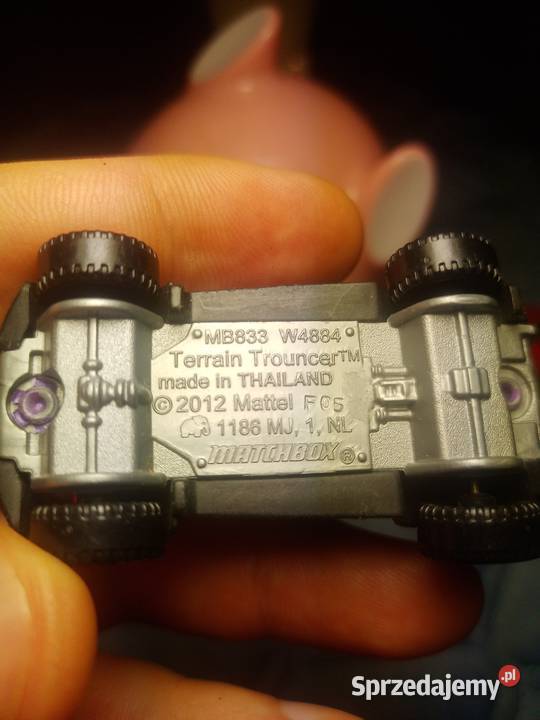 MB833 W4884
Terrain Trouncer™
made in THAILAND
© 2012 Mattel F05
1186 MJ, 1, NL
MATCHBOX ®
Sprzedajemy.pl